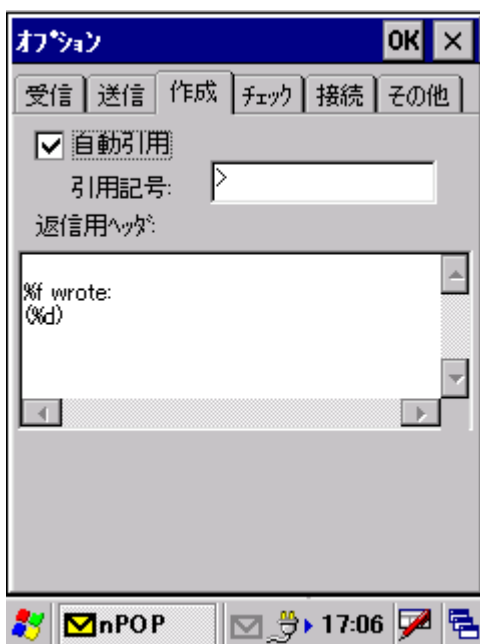 オプション OK ×
受信 送信 作成 チェック 接続 その他
自動引用
引用記号: >
返信用ヘッダ:
%f wrote:
(%d)
nPOP 17:06